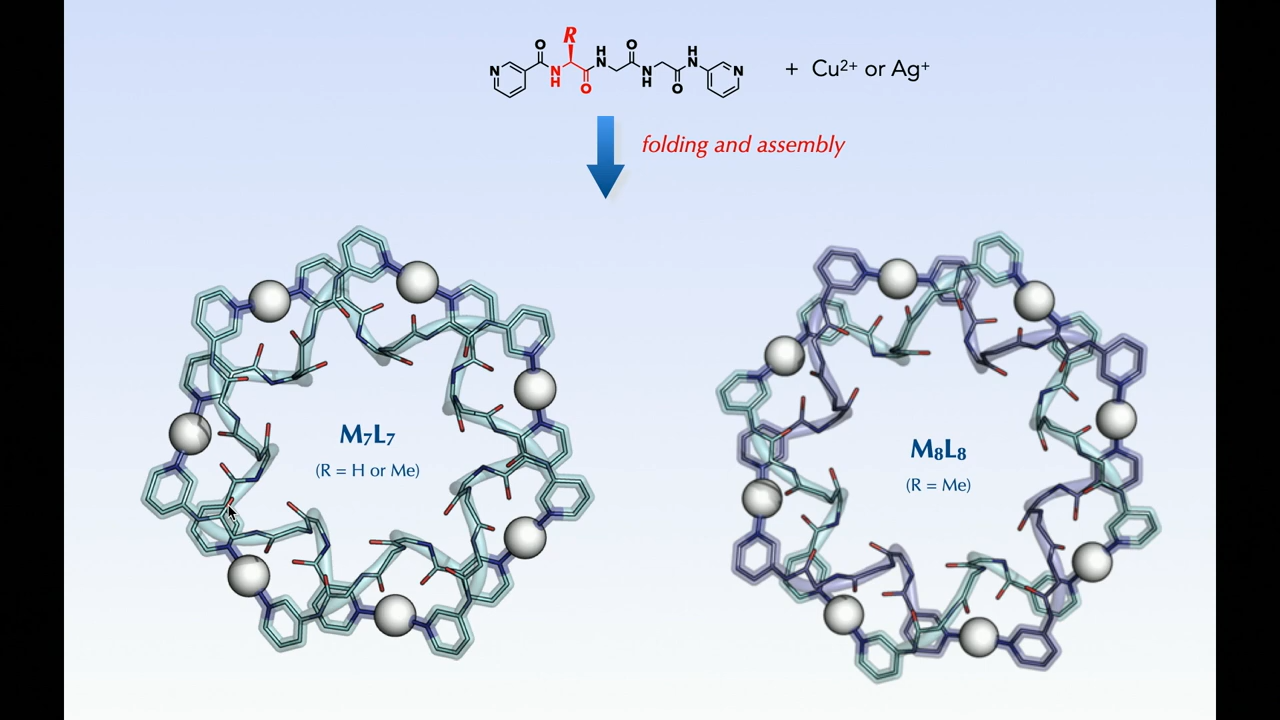 R
N O N H O H N O N H O H N N + Cu²⁺ or Ag⁺
folding and assembly
M₇L₇
(R = H or Me)
M₈L₈
(R = Me)